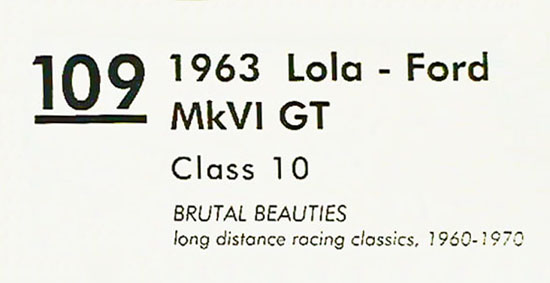 109
1963 Lola - Ford
MkVI GT
Class 10
BRUTAL BEAUTIES
long distance racing classics, 1960-1970